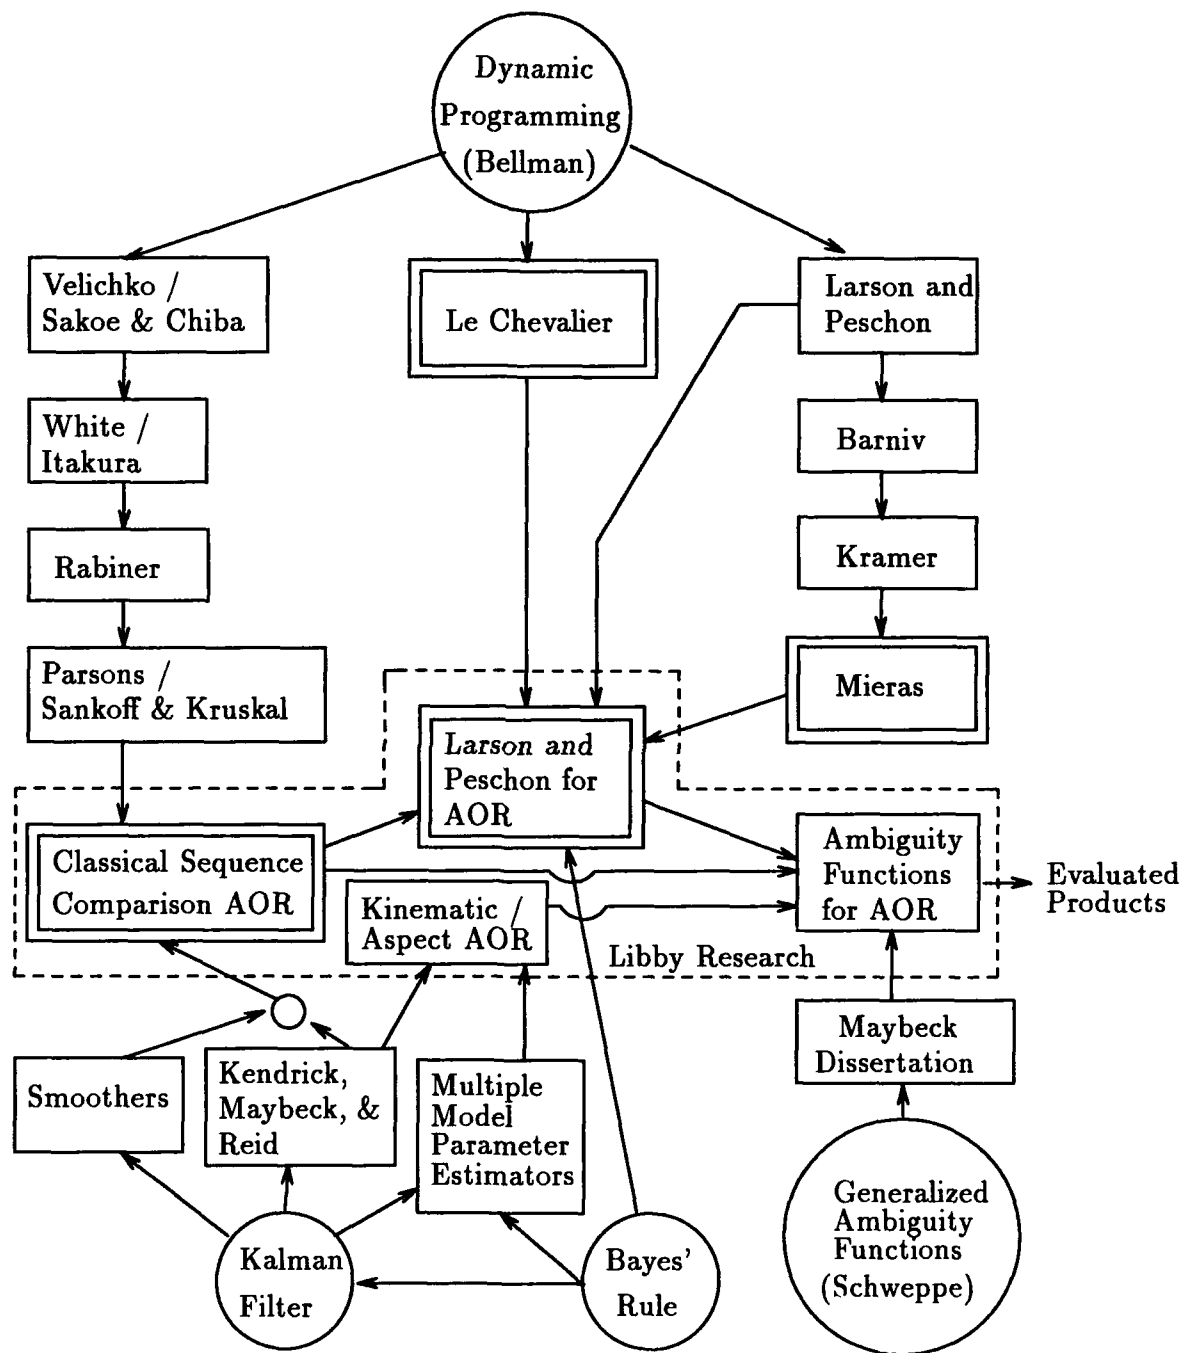 Dynamic
Programming
(Bellman)
Velichko /
Sakoe & Chiba
Le Chevalier
Larson and
Peschon
White /
Itakura
Barniv
Rabiner
Kramer
Parsons /
Sankoff & Kruskal
Mieras
Larson and
Peschon for
AOR
Classical Sequence
Comparison AOR
Kinematic /
Aspect AOR
Ambiguity
Functions
for AOR
Evaluated
Products
Libby Research
Smoothers
Kendrick,
Maybeck, &
Reid
Multiple
Model
Parameter
Estimators
Maybeck
Dissertation
Kalman
Filter
Bayes'
Rule
Generalized
Ambiguity
Functions
(Schweppe)